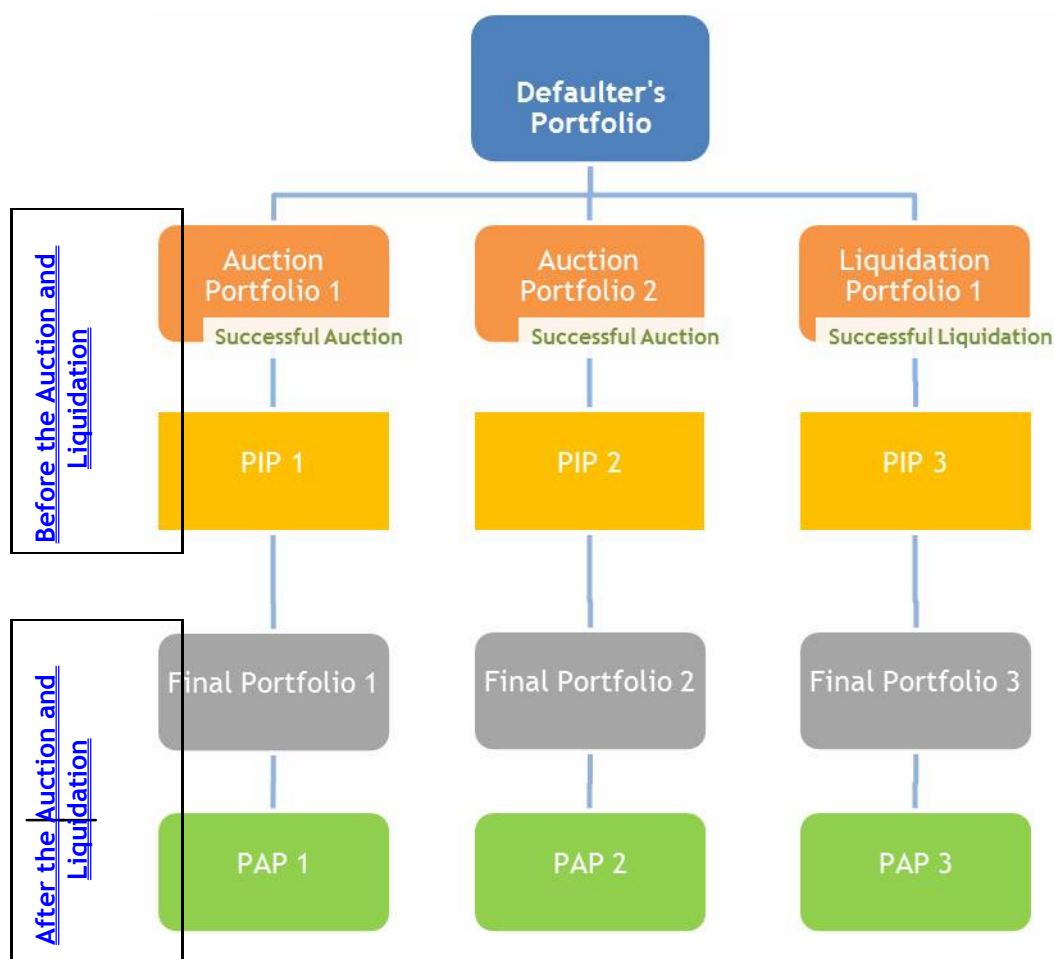 Defaulter's
Portfolio
Before the Auction and
Liquidation
Auction
Portfolio 1
Successful Auction
Auction
Portfolio 2
Successful Auction
Liquidation
Portfolio 1
Successful Liquidation
PIP 1
PIP 2
PIP 3
After the Auction and
Liquidation
Final Portfolio 1
Final Portfolio 2
Final Portfolio 3
PAP 1
PAP 2
PAP 3